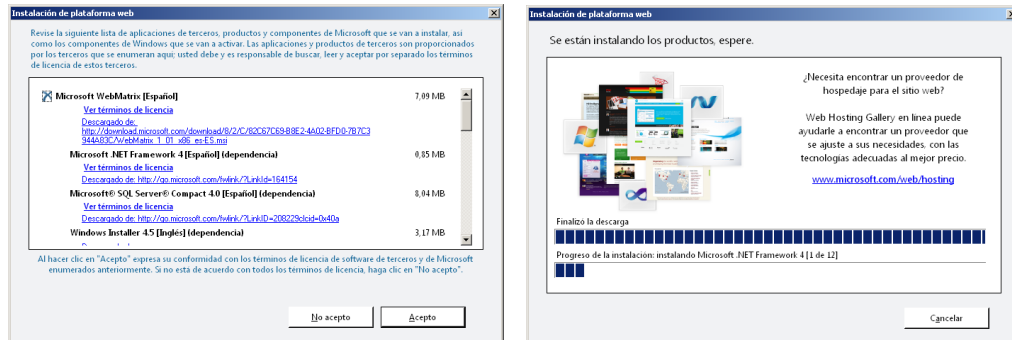 Instalación de plataforma web
Revise la siguiente lista de aplicaciones de terceros, productos y componentes de Microsoft que se van a instalar, así
como los componentes de Windows que se van a activar. Las aplicaciones y productos de terceros son proporcionados
por los terceros que se enumeran aquí; usted debe y es responsable de buscar, leer y aceptar por separado los términos
de licencia de estos terceros.
Microsoft WebMatrix [Español] 7,09 MB
Ver términos de licencia
Descargado de:
http://download.microsoft.com/download/8/2/C/82C67C69-B8E2-4A02-BFD0-7B7C3
944A83C/WebMatrix_1_01_x86_es-ES.msi
Microsoft .NET Framework 4 [Español] (dependencia) 0,85 MB
Ver términos de licencia
Descargado de: http://go.microsoft.com/fwlink/?LinkId=164154
Microsoft® SQL Server® Compact 4.0 [Español] (dependencia) 8,04 MB
Ver términos de licencia
Descargado de: http://go.microsoft.com/fwlink/?LinkID=208229clcid=0x40a
Windows Installer 4.5 [Inglés] (dependencia) 3,17 MB
Al hacer clic en "Acepto" expresa su conformidad con los términos de licencia de software de terceros y de Microsoft
enumerados anteriormente. Si no está de acuerdo con todos los términos de licencia, haga clic en "No acepto".
No acepto
Acepto
Instalación de plataforma web
Se están instalando los productos, espere.
¿Necesita encontrar un proveedor de
hospedaje para el sitio web?
Web Hosting Gallery en línea puede
ayudarle a encontrar un proveedor que
se ajuste a sus necesidades, con las
tecnologías adecuadas al mejor precio.
www.microsoft.com/web/hosting
Finalizó la descarga
Progreso de la instalación: instalando Microsoft .NET Framework 4 [1 de 12]
Cancelar